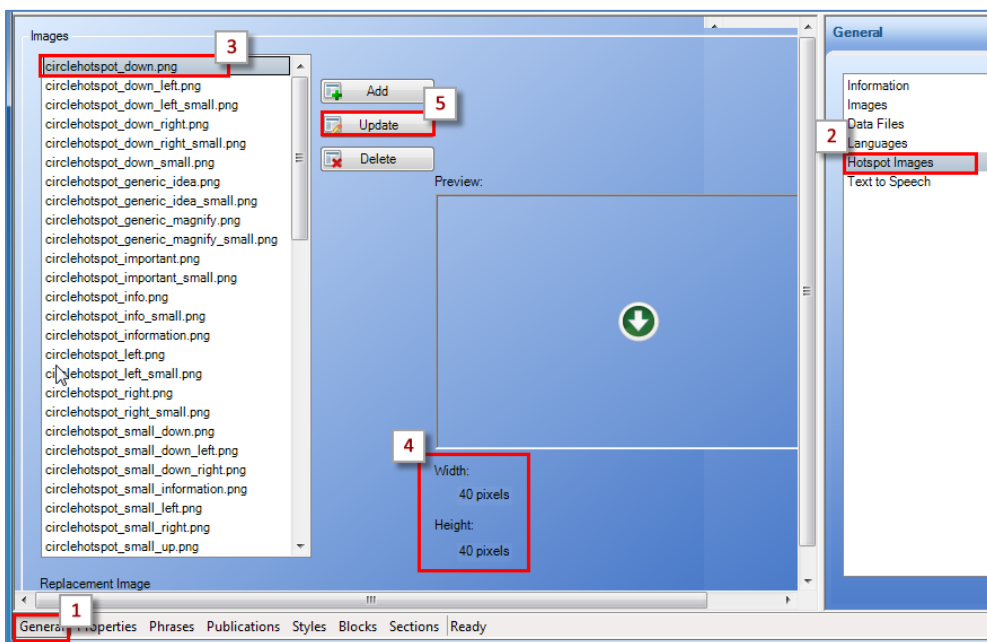 Images
3
circlehotspot_down.png
circlehotspot_down_left.png
circlehotspot_down_left_small.png
circlehotspot_down_right.png
circlehotspot_down_right_small.png
circlehotspot_down_small.png
circlehotspot_generic_idea.png
circlehotspot_generic_idea_small.png
circlehotspot_generic_magnify.png
circlehotspot_generic_magnify_small.png
circlehotspot_important.png
circlehotspot_important_small.png
circlehotspot_info.png
circlehotspot_info_small.png
circlehotspot_information.png
circlehotspot_left.png
circlehotspot_left_small.png
circlehotspot_right.png
circlehotspot_right_small.png
circlehotspot_small_down.png
circlehotspot_small_down_left.png
circlehotspot_small_down_right.png
circlehotspot_small_information.png
circlehotspot_small_left.png
circlehotspot_small_right.png
circlehotspot_small_up.png
Replacement Image
Add
5
Update
Delete
Preview:
4
Width:
40 pixels
Height:
40 pixels
General
Information
Images
Data Files
2
Languages
Hotspot Images
Text to Speech
1
General Properties Phrases Publications Styles Blocks Sections Ready